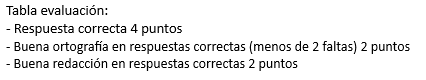 Tabla evaluación:
- Respuesta correcta 4 puntos
- Buena ortografía en respuestas correctas (menos de 2 faltas) 2 puntos
- Buena redacción en respuestas correctas 2 puntos